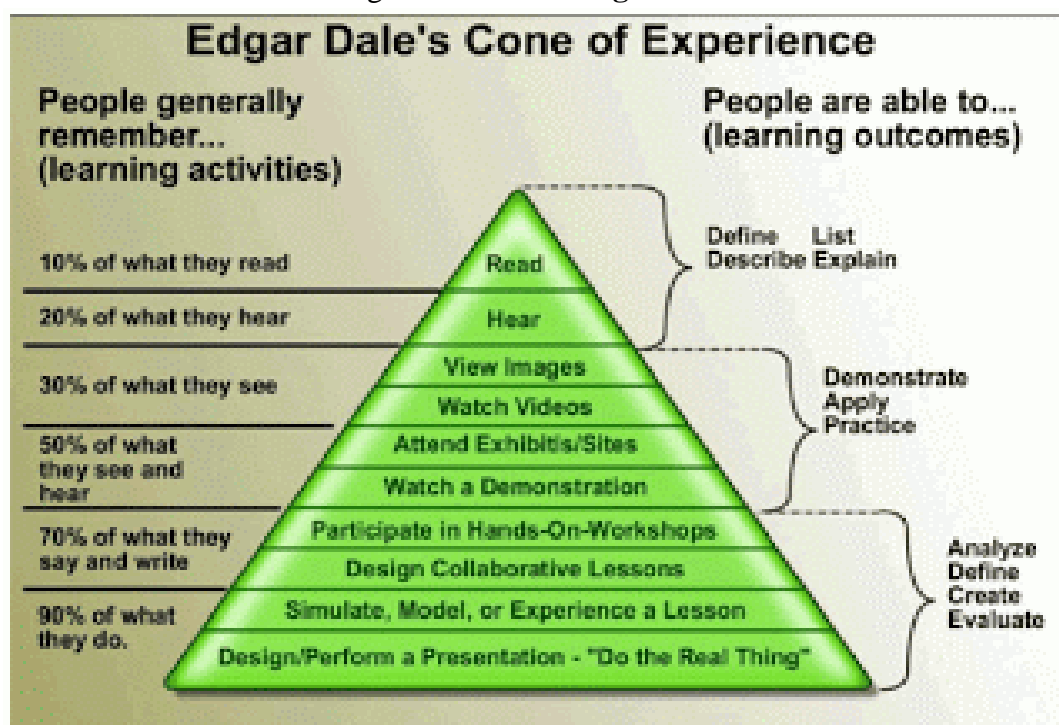 Edgar Dale's Cone of Experience
People generally
remember...
(learning activities)
People are able to...
(learning outcomes)
10% of what they read
20% of what they hear
30% of what they see
50% of what
they see and
hear
70% of what they
say and write
90% of what
they do.
Read
Hear
View Images
Watch Videos
Attend Exhibitis/Sites
Watch a Demonstration
Participate in Hands-On-Workshops
Design Collaborative Lessons
Simulate, Model, or Experience a Lesson
Design/Perform a Presentation - "Do the Real Thing"
Define List
Describe Explain
Demonstrate
Apply
Practice
Analyze
Define
Create
Evaluate